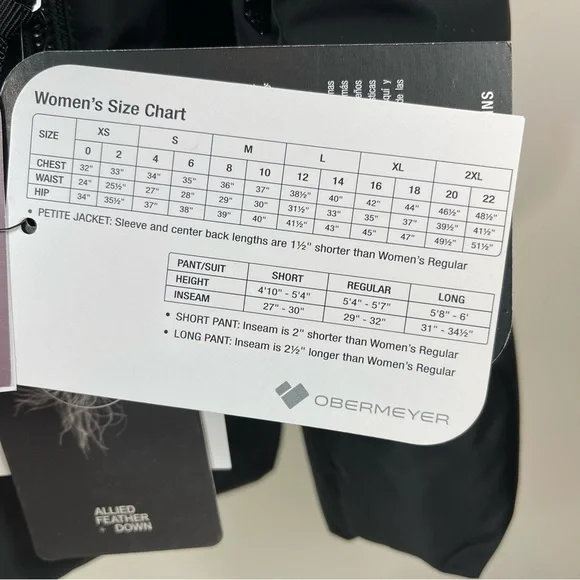 Women's Size Chart
SIZE XS S M L XL 2XL
0 2 4 6 8 10 12 14 16 18 20 22
CHEST 32" 33" 34" 35" 36" 37" 38½" 40" 42" 44" 46½" 48½"
WAIST 24" 25½" 27" 28" 29" 30" 31½" 33" 35" 37" 39½" 41½"
HIP 34" 35½" 37" 38" 39" 40" 41½" 43" 45" 47" 49½" 51½"
• PETITE JACKET: Sleeve and center back lengths are 1½" shorter than Women's Regular
PANT/SUIT SHORT REGULAR LONG
HEIGHT 4'10" - 5'4" 5'4" - 5'7" 5'8" - 6'
INSEAM 27" - 30" 29" - 32" 31" - 34½"
• SHORT PANT: Inseam is 2" shorter than Women's Regular
• LONG PANT: Inseam is 2½" longer than Women's Regular
OBERMEYER
ALLIED
FEATHER
+ DOWN